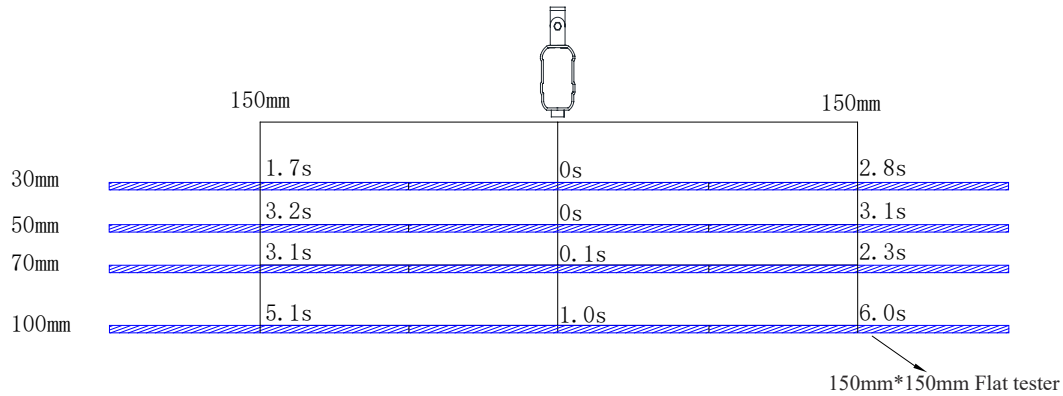 150mm 150mm
30mm 1.7s 0s 2.8s
50mm 3.2s 0s 3.1s
70mm 3.1s 0.1s 2.3s
100mm 5.1s 1.0s 6.0s
150mm*150mm Flat tester